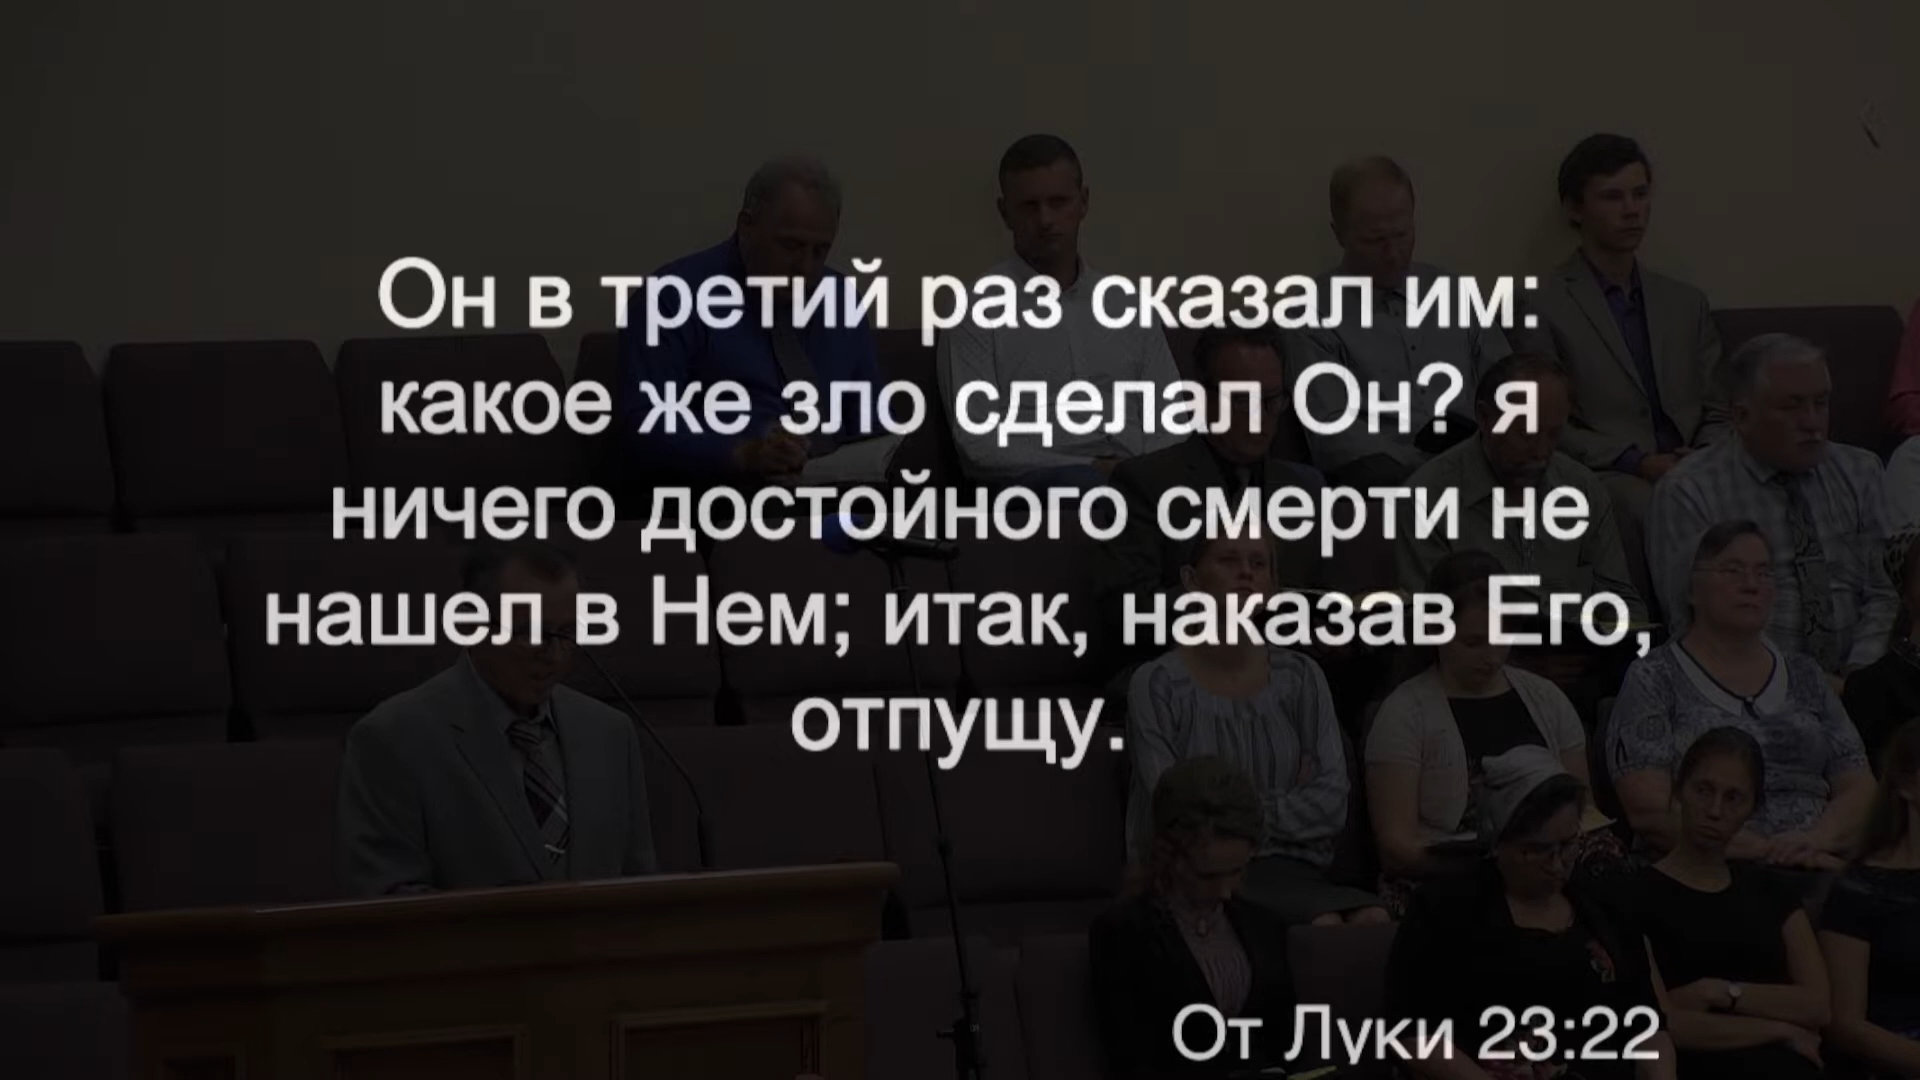 Он в третий раз сказал им:
какое же зло сделал Он? я
ничего достойного смерти не
нашел в Нем; итак, наказав Его,
отпущу.
От Луки 23:22